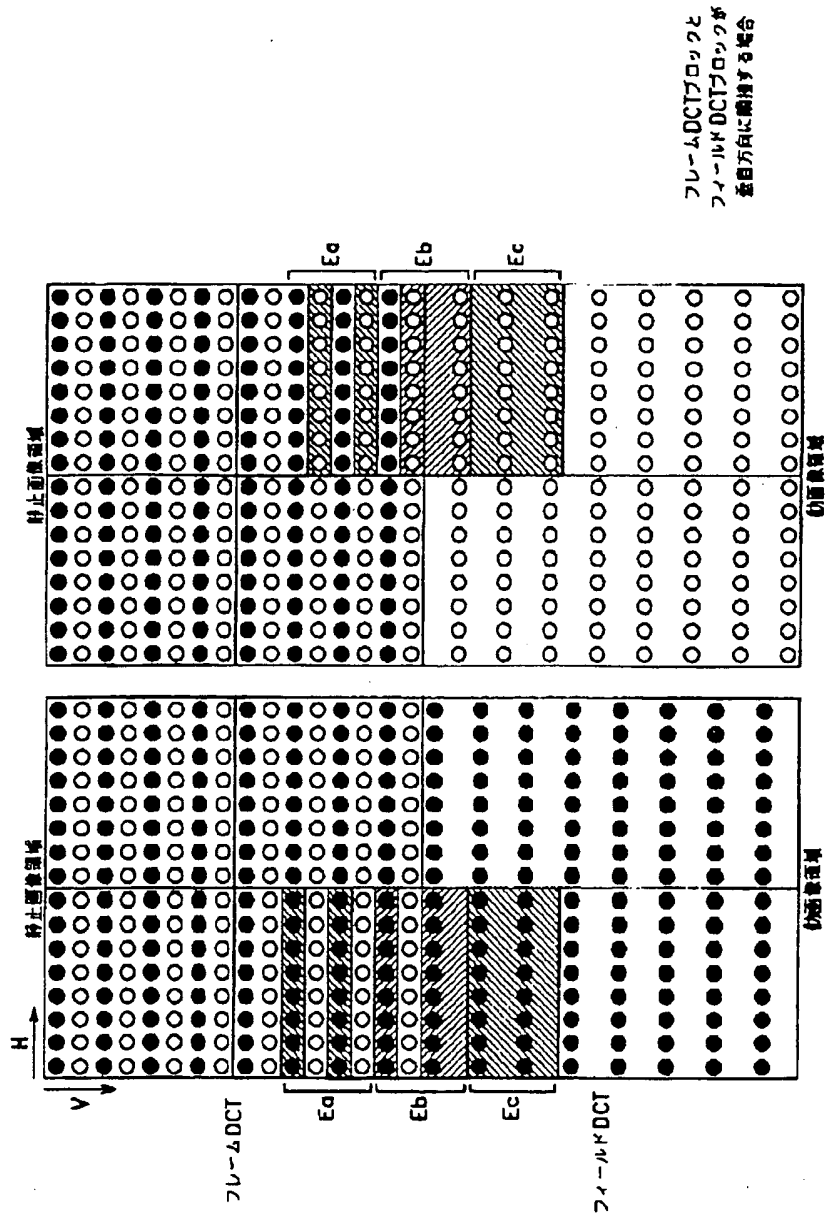 フレームDCTブロックと
フィールドDCTブロックが
垂直方向に隣接する場合
静止画像領域
Ea
Eb
Ec
動画像領域
静止画像領域
動画像領域
H
V
フレームDCT
Ea
Eb
Ec
フィールドDCT